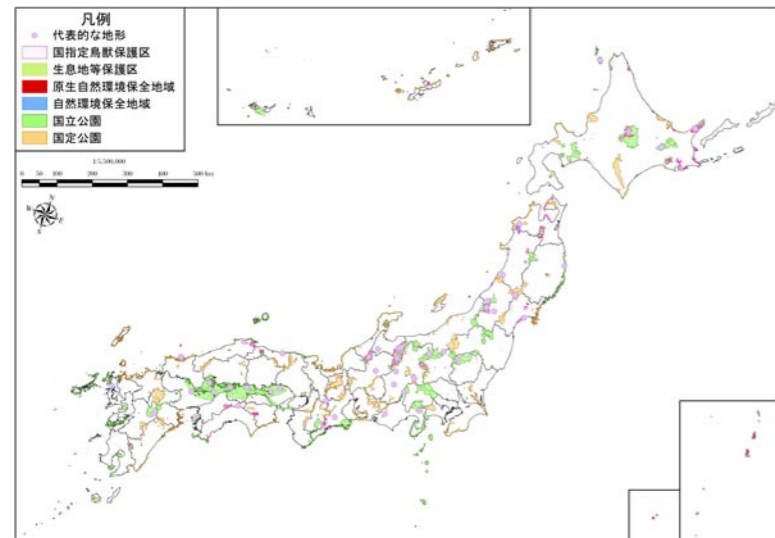 凡例
代表的な地形
国指定鳥獣保護区
生息地等保護区
原生自然環境保全地域
自然環境保全地域
国立公園
国定公園
1:5,500,000
0 50 100 200 300 400 500 km
N
W
E
S